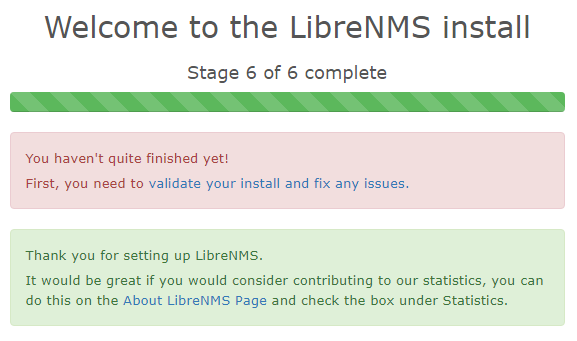 Welcome to the LibreNMS install
Stage 6 of 6 complete
You haven't quite finished yet!
First, you need to validate your install and fix any issues.
Thank you for setting up LibreNMS.
It would be great if you would consider contributing to our statistics, you can
do this on the About LibreNMS Page and check the box under Statistics.